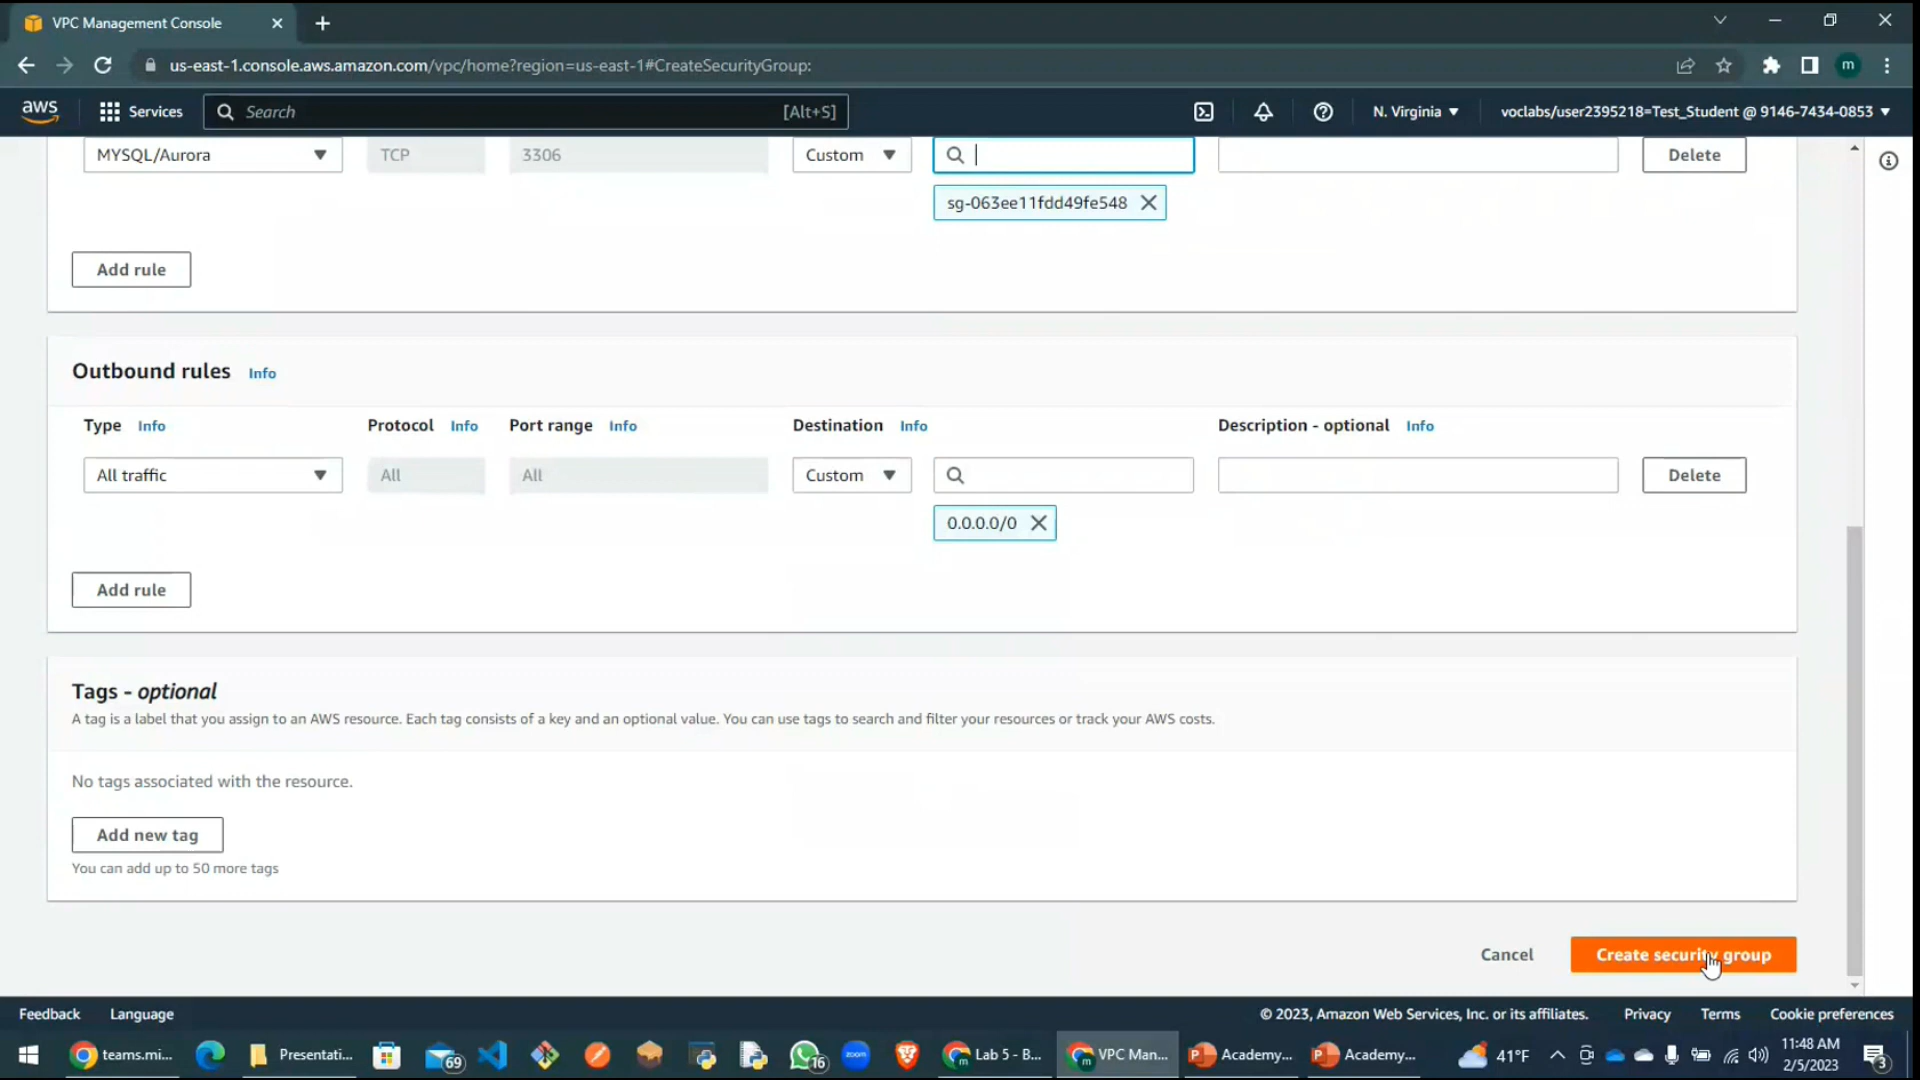 VPC Management Console
us-east-1.console.aws.amazon.com/vpc/home?region=us-east-1#CreateSecurityGroup:
m
aws
Services
Search
[Alt+S]
N. Virginia
voclabs/user2395218=Test_Student @ 9146-7434-0853
MYSQL/Aurora
TCP
3306
Custom
Delete
sg-063ee11fdd49fe548
Add rule
Outbound rules Info
Type Info
Protocol Info
Port range Info
Destination Info
Description - optional Info
All traffic
All
All
Custom
Delete
0.0.0.0/0
Add rule
Tags - optional
A tag is a label that you assign to an AWS resource. Each tag consists of a key and an optional value. You can use tags to search and filter your resources or track your AWS costs.
No tags associated with the resource.
Add new tag
You can add up to 50 more tags
Cancel
Create security group
Feedback
Language
© 2023, Amazon Web Services, Inc. or its affiliates.
Privacy
Terms
Cookie preferences
teams.mi...
Presentati...
69
16
zoom
Lab 5 - B...
VPC Man...
Academy...
Academy...
41°F
11:48 AM
2/5/2023
3